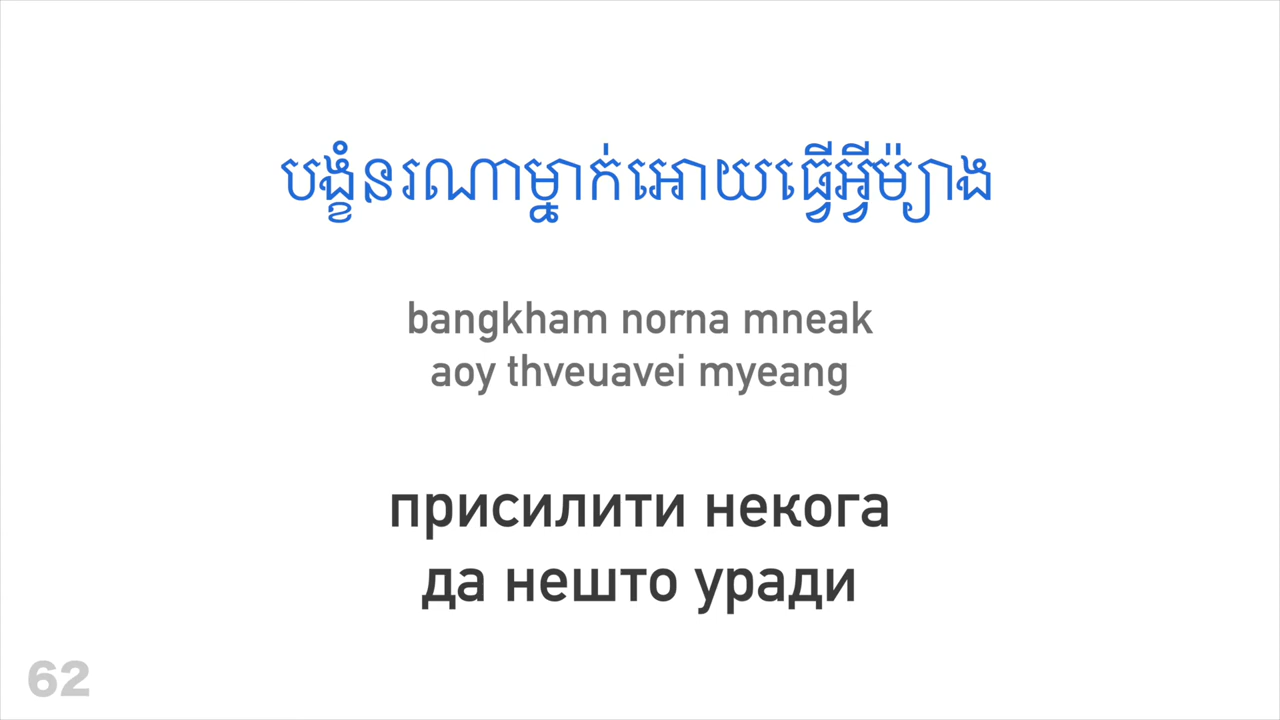 បង្ខំនរណាម្នាក់អោយធ្វើអ្វីម៉្យាង
bangkham norna mneak
aoy thveuavei myeang
присилити некога
да нешто уради
62